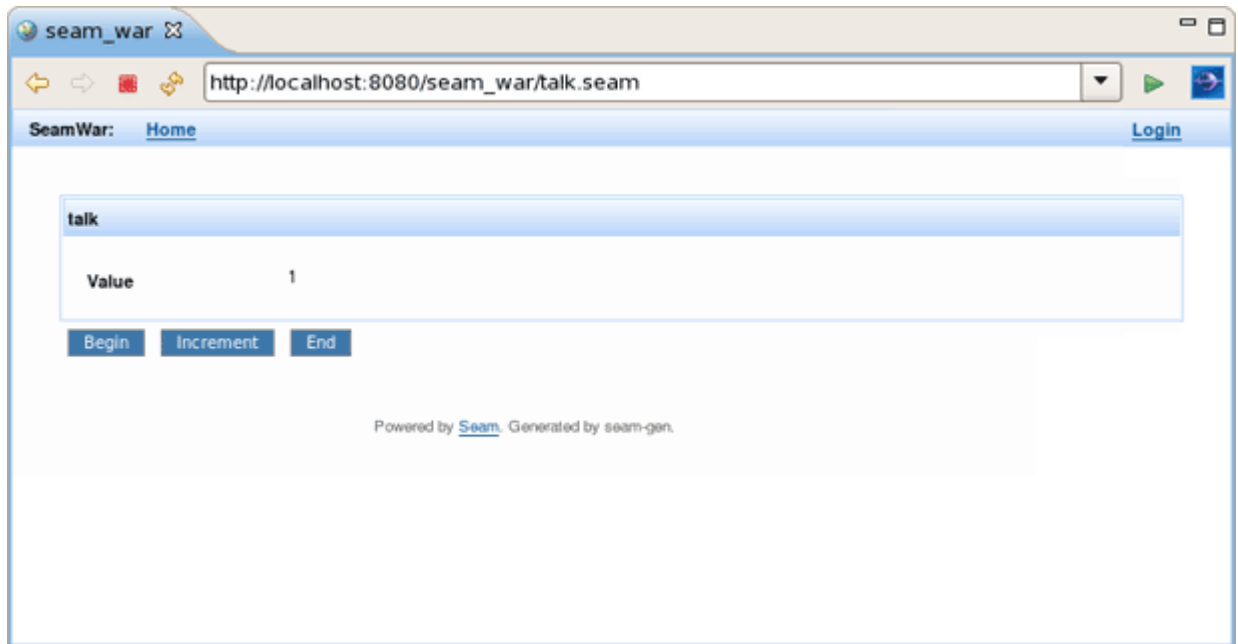 seam_war
http://localhost:8080/seam_war/talk.seam
SeamWar: Home Login
talk
Value 1
Begin Increment End
Powered by Seam. Generated by seam-gen.